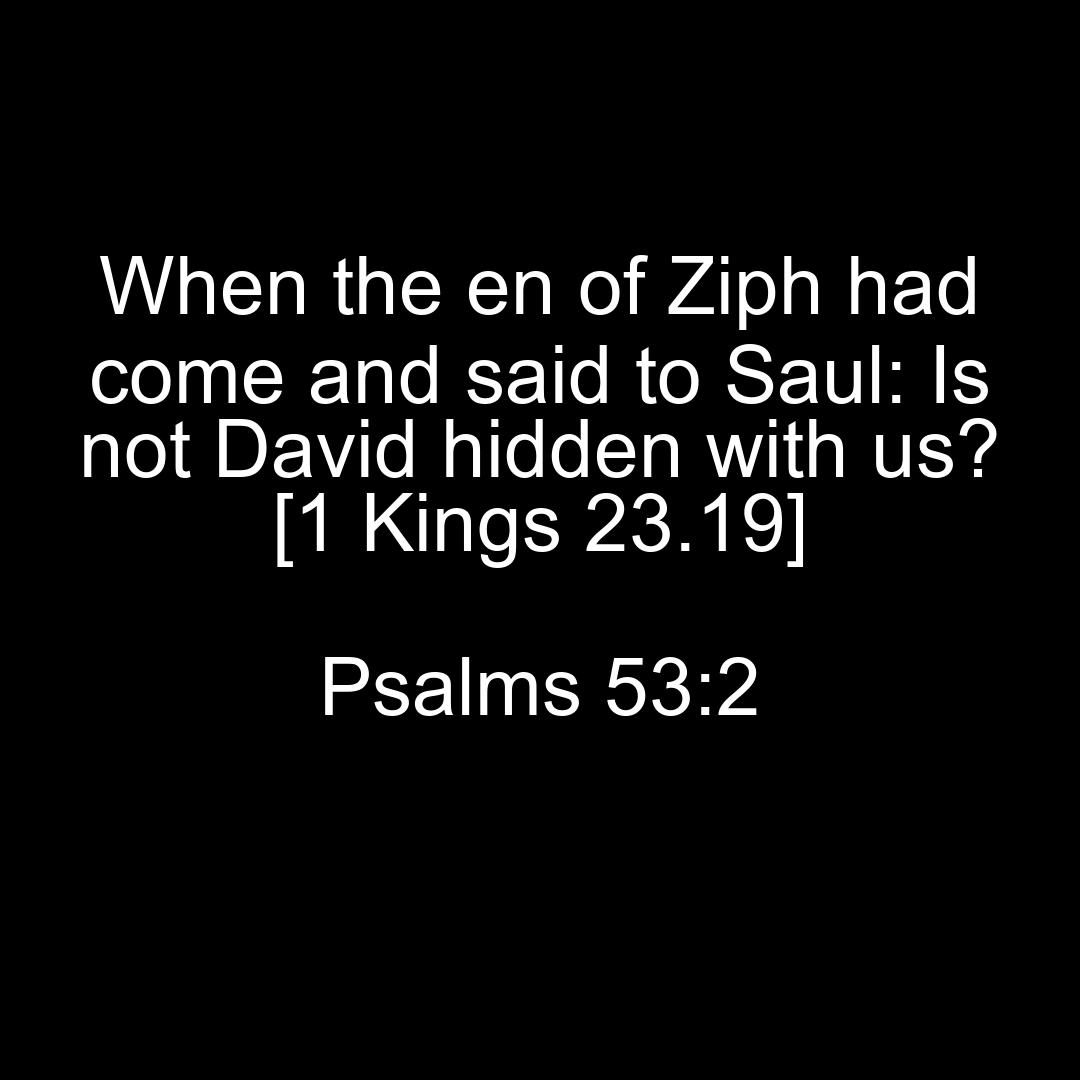 When the en of Ziph had
come and said to Saul: Is
not David hidden with us?
[1 Kings 23.19]
Psalms 53:2